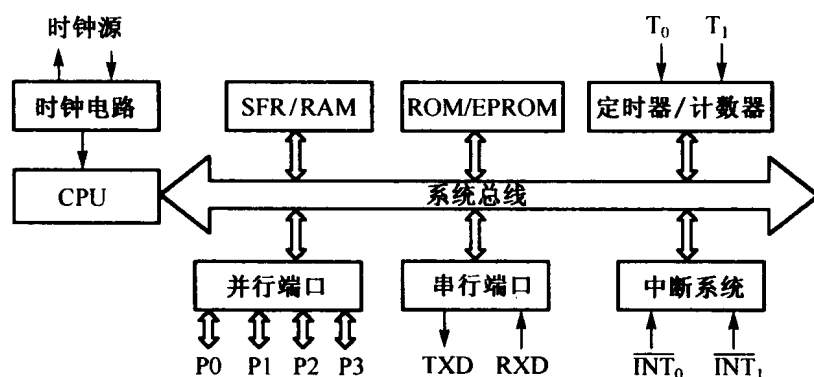 时钟源
T₀ T₁
时钟电路
SFR/RAM
ROM/EPROM
定时器/计数器
CPU
系统总线
并行端口
串行端口
中断系统
P0 P1 P2 P3
TXD RXD
I̅N̅T̅₀ I̅N̅T̅₁